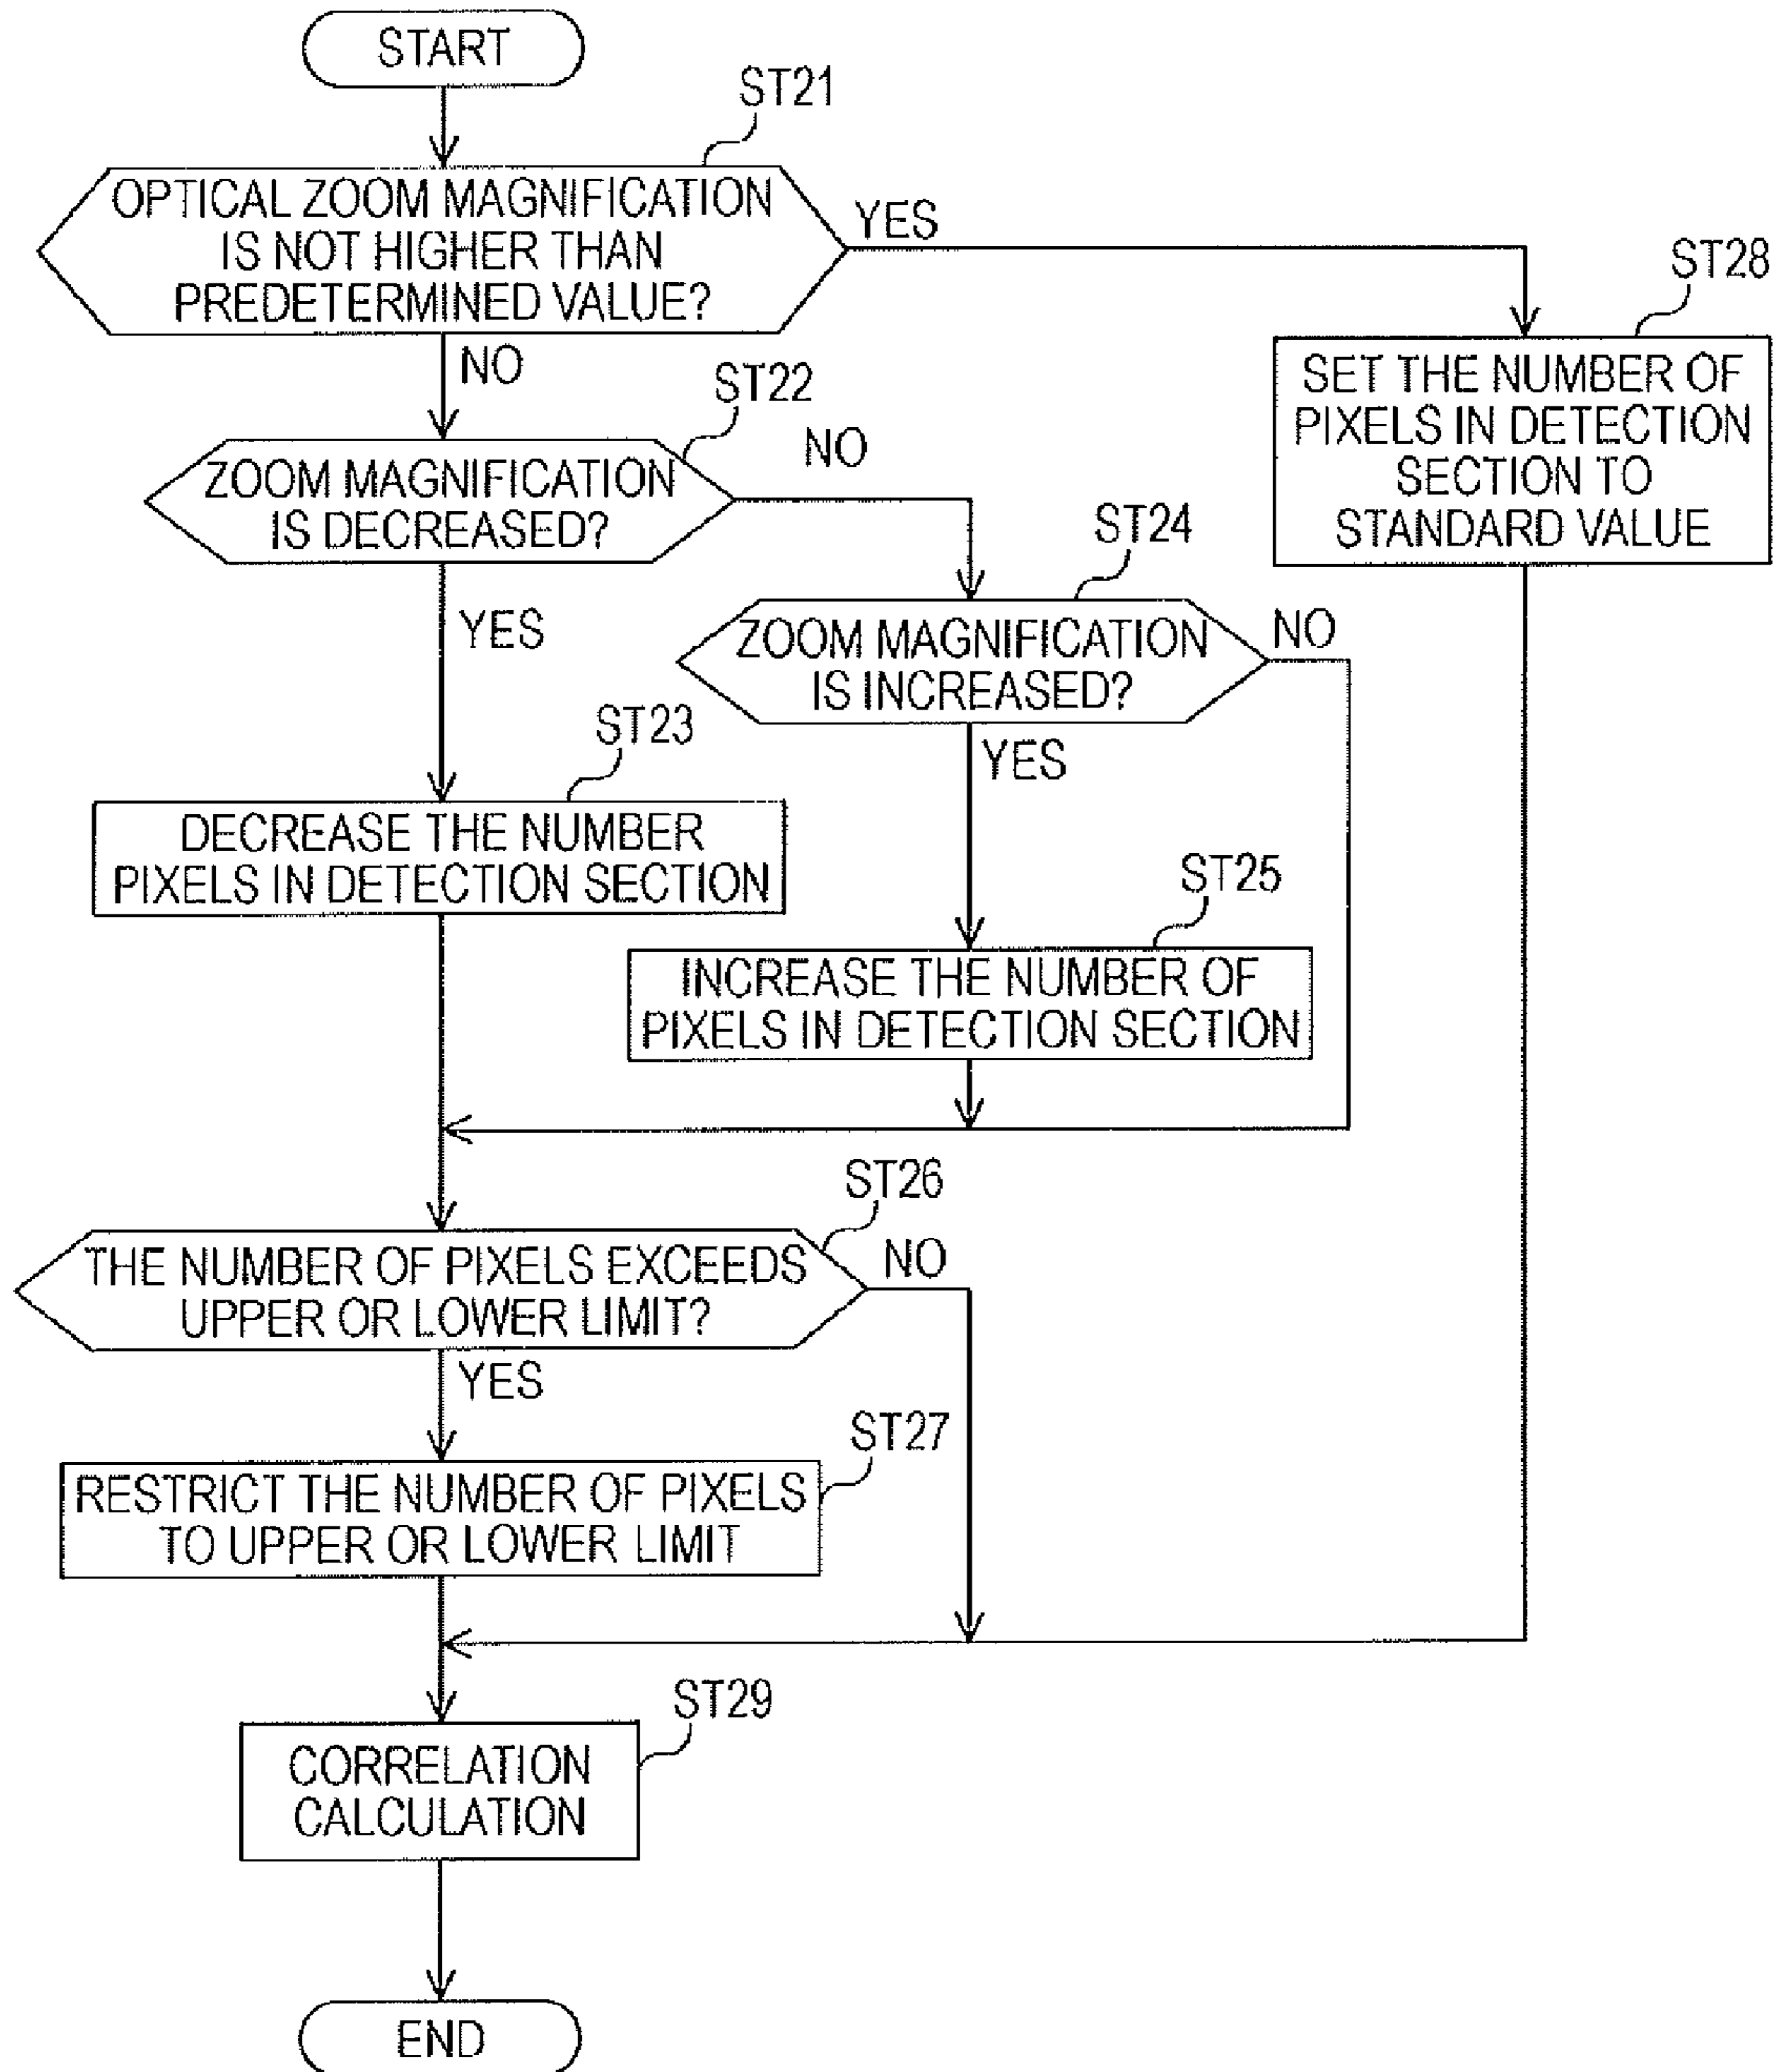 START
ST21
OPTICAL ZOOM MAGNIFICATION
IS NOT HIGHER THAN
PREDETERMINED VALUE?
YES
NO
ST28
SET THE NUMBER OF
PIXELS IN DETECTION
SECTION TO
STANDARD VALUE
ST22
ZOOM MAGNIFICATION
IS DECREASED?
NO
YES
ST24
ZOOM MAGNIFICATION
IS INCREASED?
NO
YES
ST23
DECREASE THE NUMBER
PIXELS IN DETECTION SECTION
ST25
INCREASE THE NUMBER OF
PIXELS IN DETECTION SECTION
ST26
THE NUMBER OF PIXELS EXCEEDS
UPPER OR LOWER LIMIT?
NO
YES
ST27
RESTRICT THE NUMBER OF PIXELS
TO UPPER OR LOWER LIMIT
ST29
CORRELATION
CALCULATION
END